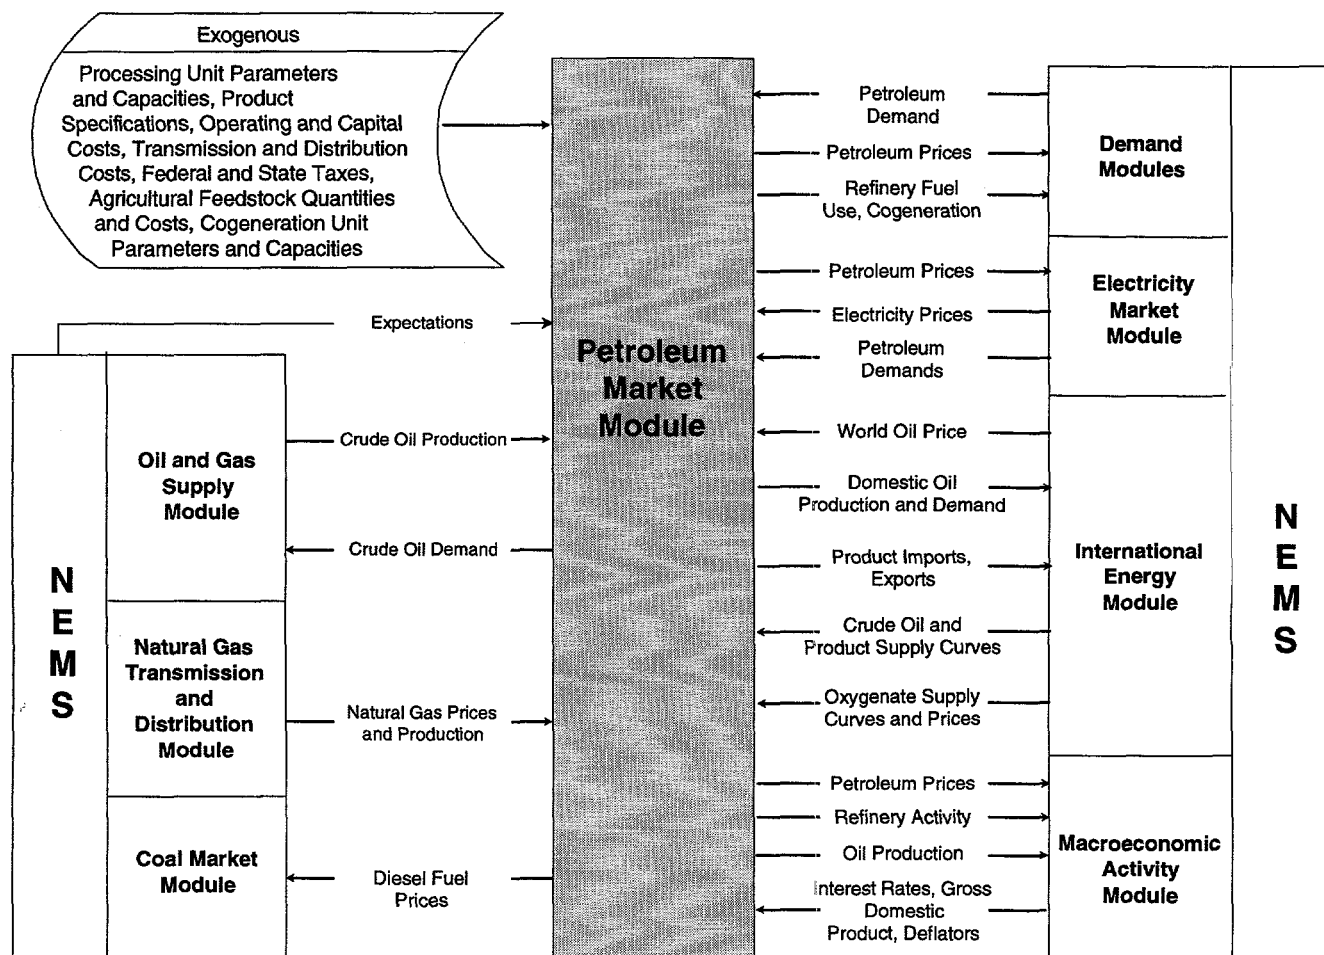 Exogenous
Processing Unit Parameters
and Capacities, Product
Specifications, Operating and Capital
Costs, Transmission and Distribution
Costs, Federal and State Taxes,
Agricultural Feedstock Quantities
and Costs, Cogeneration Unit
Parameters and Capacities
Expectations
NEMS
Oil and Gas
Supply
Module
Crude Oil Production
Crude Oil Demand
Natural Gas
Transmission
and
Distribution
Module
Natural Gas Prices
and Production
Coal Market
Module
Diesel Fuel
Prices
Petroleum
Market
Module
Petroleum
Demand
Petroleum Prices
Refinery Fuel
Use, Cogeneration
Demand
Modules
Petroleum Prices
Electricity Prices
Petroleum
Demands
Electricity
Market
Module
World Oil Price
Domestic Oil
Production and Demand
Product Imports,
Exports
Crude Oil and
Product Supply Curves
Oxygenate Supply
Curves and Prices
International
Energy
Module
Petroleum Prices
Refinery Activity
Oil Production
Interest Rates, Gross
Domestic
Product, Deflators
Macroeconomic
Activity
Module
NEMS